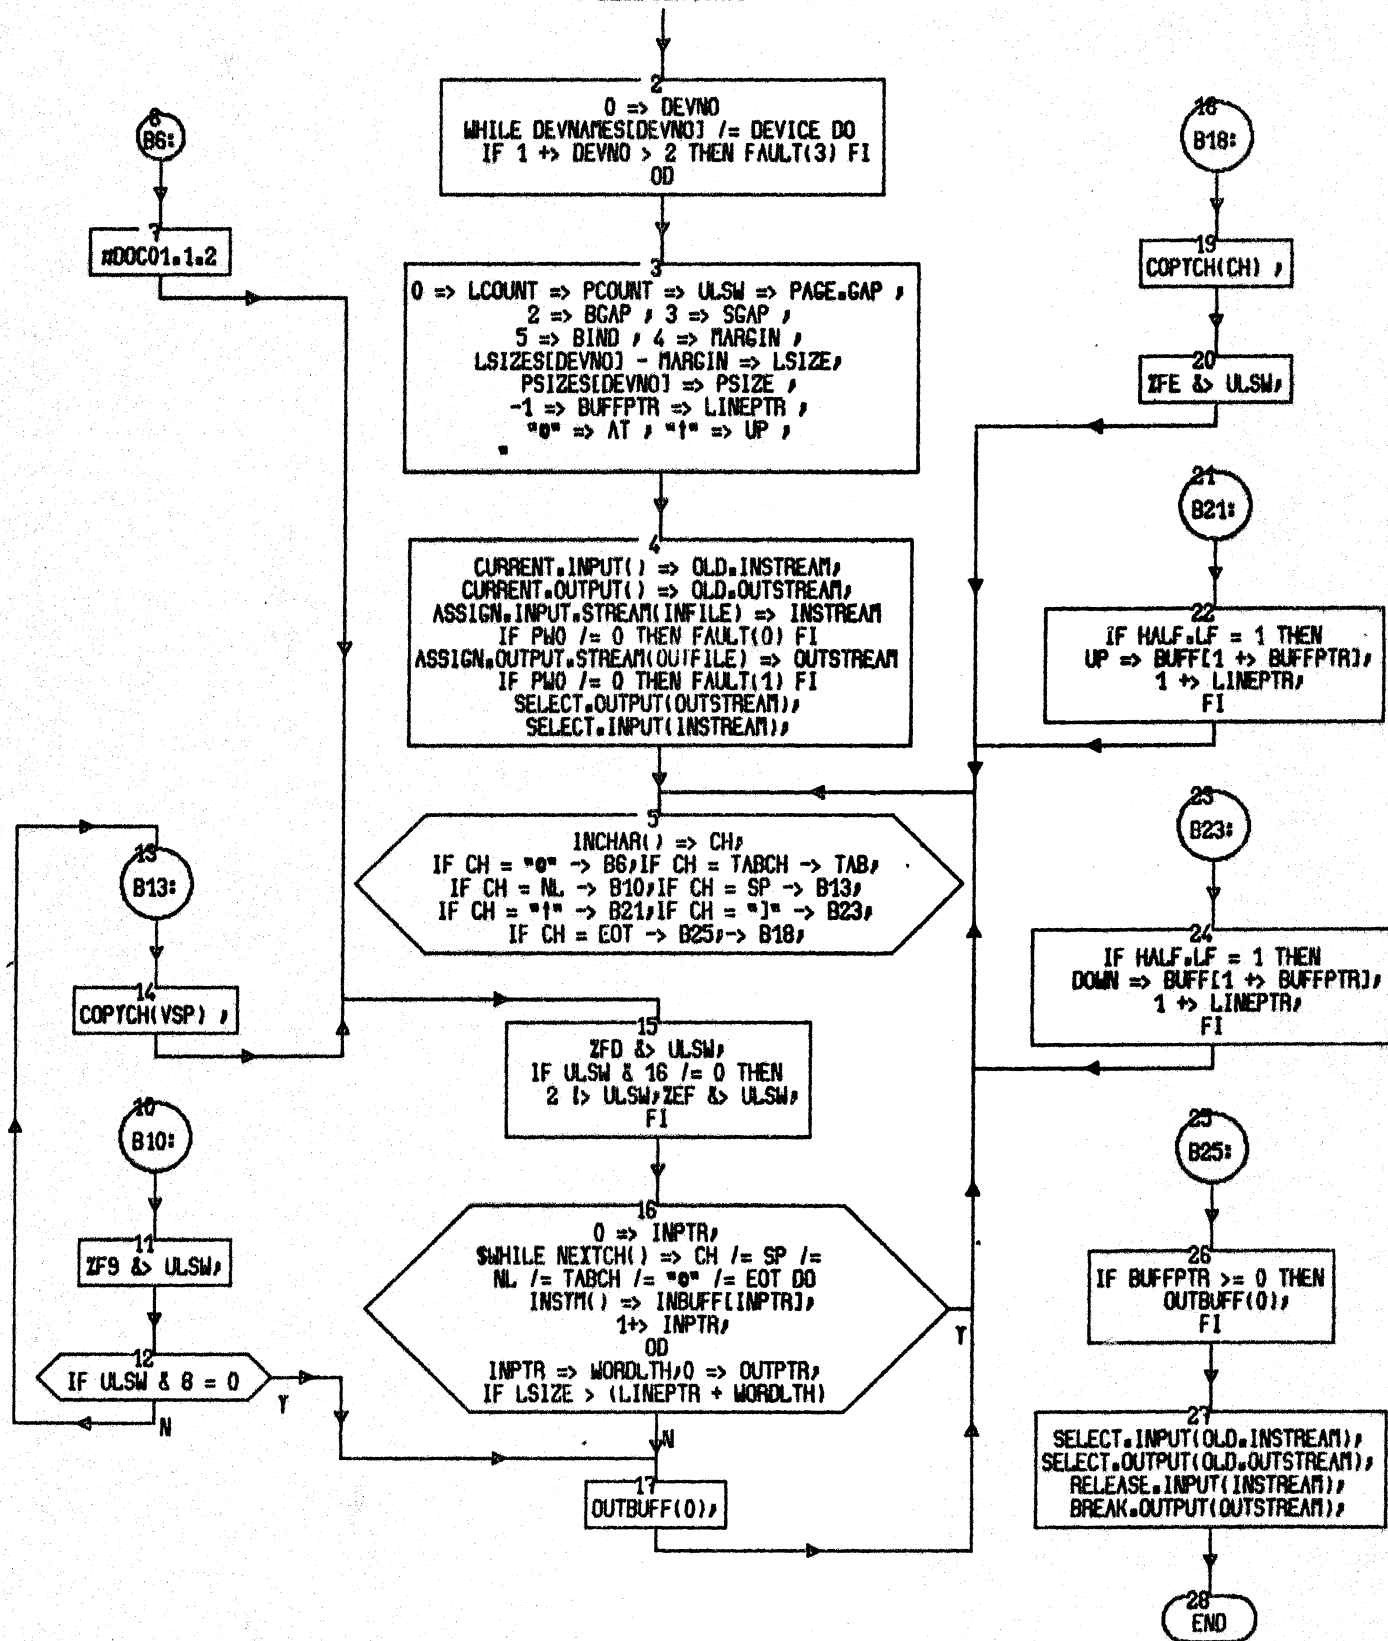 2
0 => DEVNO
WHILE DEVNAMES[DEVNO] /= DEVICE DO
IF 1 +> DEVNO > 2 THEN FAULT(3) FI
OD
3
0 => LCOUNT => PCOUNT => ULSW => PAGE.GAP ;
2 => BGAP ; 3 => SGAP ;
5 => BIND ; 4 => MARGIN ;
LSIZES[DEVNO] - MARGIN => LSIZE;
PSIZES[DEVNO] => PSIZE ;
-1 => BUFFPTR => LINEPTR ;
"@" => AT ; "↑" => UP ;
"
4
CURRENT.INPUT() => OLD.INSTREAM;
CURRENT.OUTPUT() => OLD.OUTSTREAM;
ASSIGN.INPUT.STREAM(INFILE) => INSTREAM
IF PW0 /= 0 THEN FAULT(0) FI
ASSIGN.OUTPUT.STREAM(OUTFILE) => OUTSTREAM
IF PW0 /= 0 THEN FAULT(1) FI
SELECT.OUTPUT(OUTSTREAM);
SELECT.INPUT(INSTREAM);
5
INCHAR() => CH;
IF CH = "@" -> B6;IF CH = TABCH -> TAB;
IF CH = NL -> B10;IF CH = SP -> B13;
IF CH = "↑" -> B21;IF CH = "]" -> B23;
IF CH = EOT -> B25;-> B18;
6
B6:
7
#DOC01.1.2
13
B13:
14
COPYCH(VSP) ;
10
B10:
11
%F9 &> ULSW;
12
IF ULSW & 8 = 0
Y
N
15
%FD &> ULSW;
IF ULSW & 16 /= 0 THEN
2 !> ULSW;%EF &> ULSW;
FI
16
0 => INPTR;
$WHILE NEXTCH() => CH /= SP /=
NL /= TABCH /= "@" /= EOT DO
INSYM() => INBUFF[INPTR];
1+> INPTR;
OD
INPTR => WORDLTH;0 => OUTPTR;
IF LSIZE > (LINEPTR + WORDLTH)
Y
N
17
OUTBUFF(0);
18
B18:
19
COPYCH(CH) ;
20
%FE &> ULSW;
21
B21:
22
IF HALF.LF = 1 THEN
UP => BUFF[1 +> BUFFPTR];
1 +> LINEPTR;
FI
23
B23:
24
IF HALF.LF = 1 THEN
DOWN => BUFF[1 +> BUFFPTR];
1 +> LINEPTR;
FI
25
B25:
26
IF BUFFPTR >= 0 THEN
OUTBUFF(0);
FI
27
SELECT.INPUT(OLD.INSTREAM);
SELECT.OUTPUT(OLD.OUTSTREAM);
RELEASE.INPUT(INSTREAM);
BREAK.OUTPUT(OUTSTREAM);
28
END